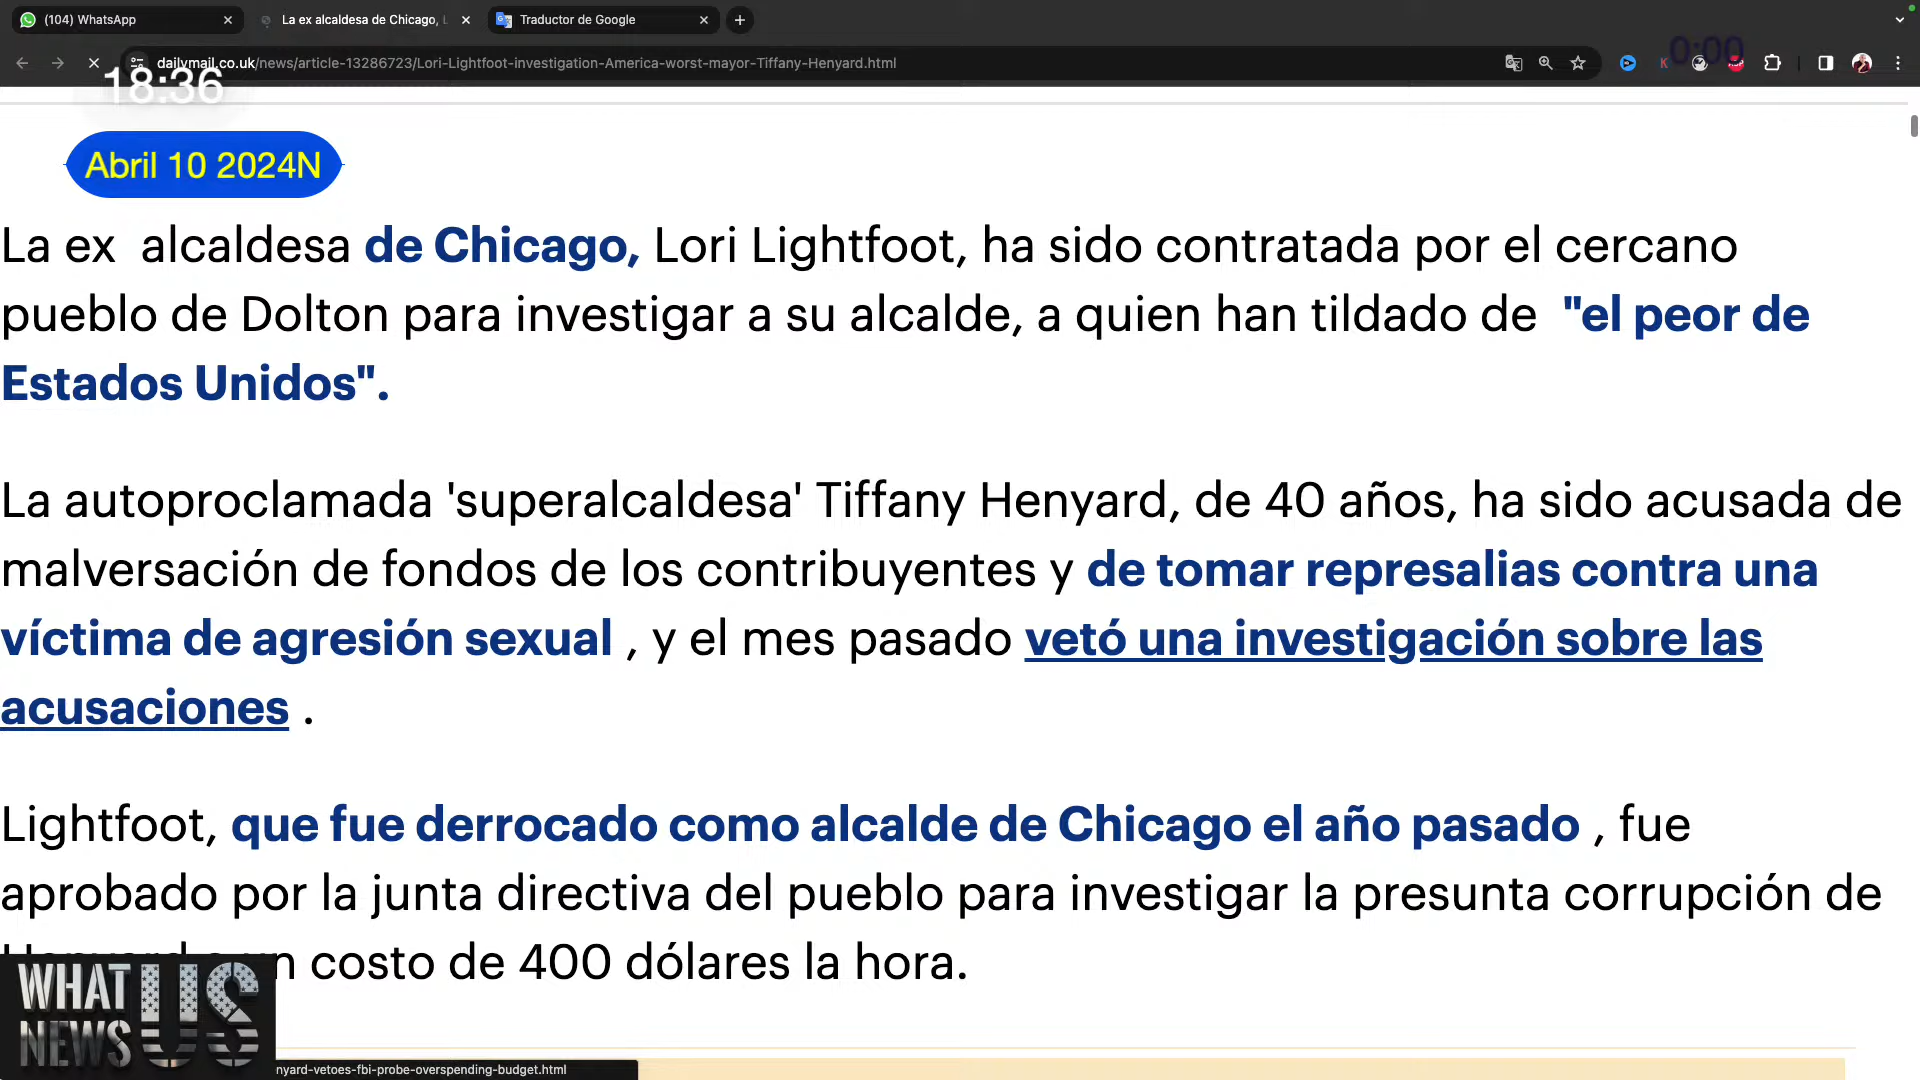 (104) WhatsApp
La ex alcaldesa de Chicago,
Traductor de Google
dailymail.co.uk/news/article-13286723/Lori-Lightfoot-investigation-America-worst-mayor-Tiffany-Henyard.html
0:00
18:36
Abril 10 2024N
La ex alcaldesa de Chicago, Lori Lightfoot, ha sido contratada por el cercano
pueblo de Dolton para investigar a su alcalde, a quien han tildado de "el peor de
Estados Unidos".
La autoproclamada 'superalcaldesa' Tiffany Henyard, de 40 años, ha sido acusada de
malversación de fondos de los contribuyentes y de tomar represalias contra una
víctima de agresión sexual , y el mes pasado vetó una investigación sobre las
acusaciones .
Lightfoot, que fue derrocado como alcalde de Chicago el año pasado , fue
aprobado por la junta directiva del pueblo para investigar la presunta corrupción de
costo de 400 dólares la hora.
WHAT
NEWS
US
nyard-vetoes-fbi-probe-overspending-budget.html